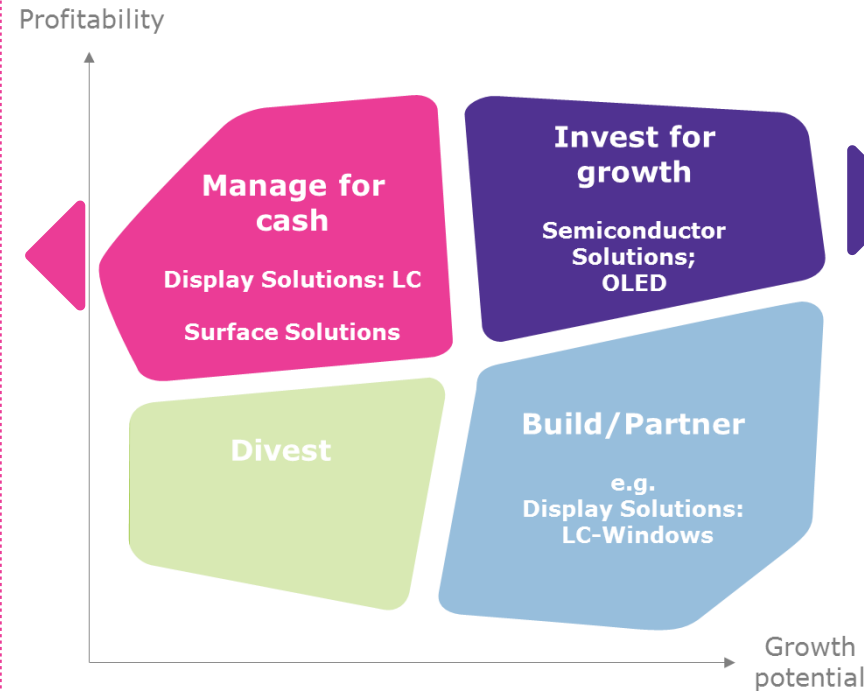 Profitability
Manage for
cash
Display Solutions: LC
Surface Solutions
Invest for
growth
Semiconductor
Solutions;
OLED
Divest
Build/Partner
e.g.
Display Solutions:
LC-Windows
Growth
potential